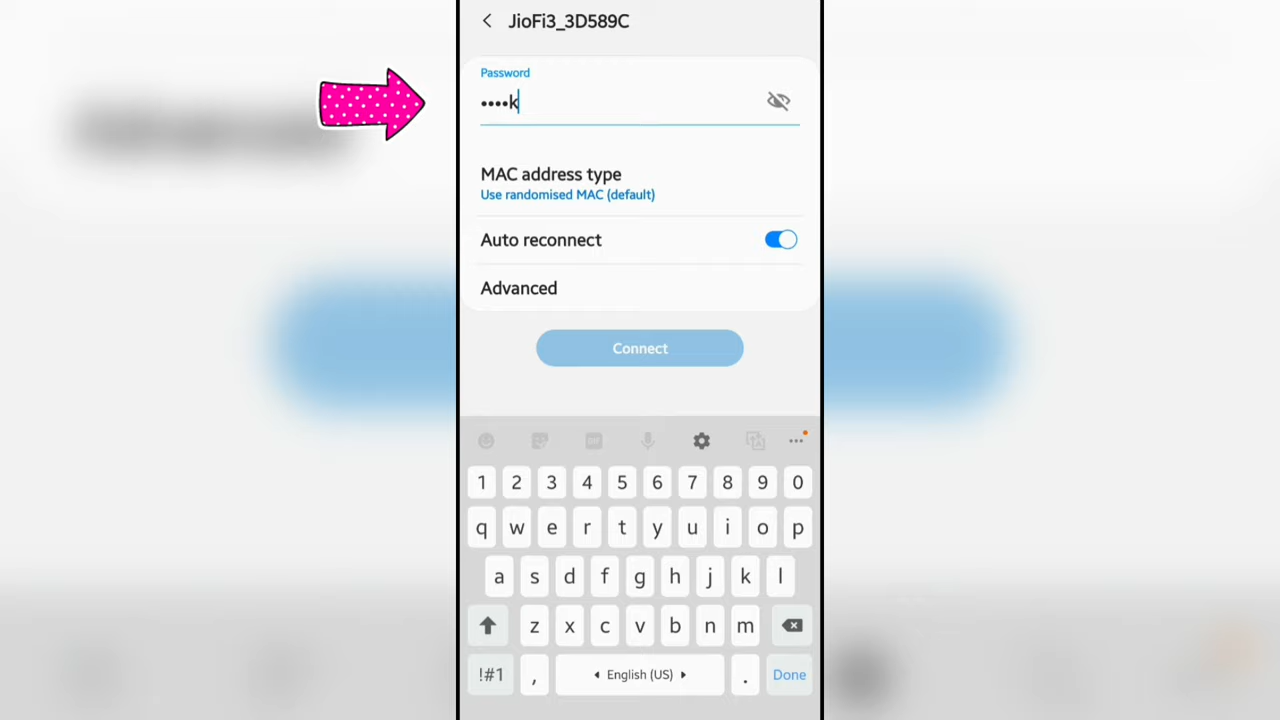 JioFi3_3D589C
Password
••••k
MAC address type
Use randomised MAC (default)
Auto reconnect
Advanced
Connect
GIF
1 2 3 4 5 6 7 8 9 0
q w e r t y u i o p
a s d f g h j k l
z x c v b n m
!#1 , English (US) . Done